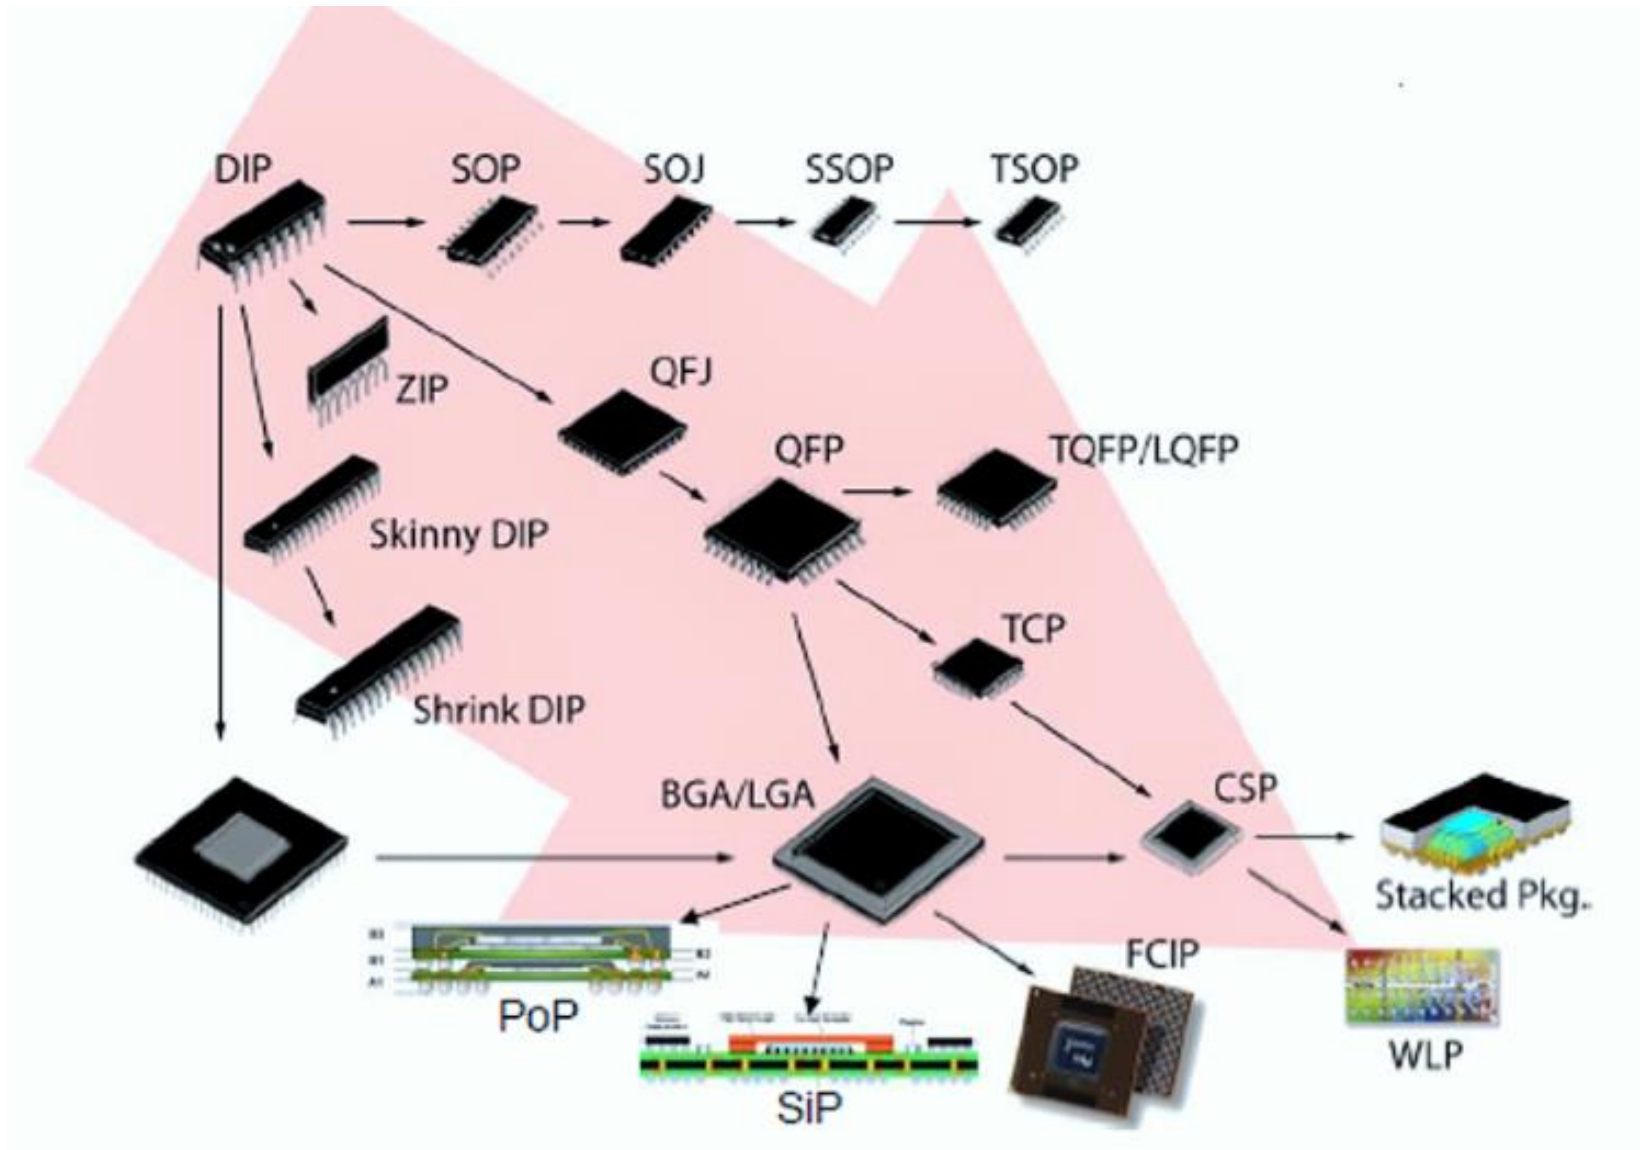 DIP
SOP
SOJ
SSOP
TSOP
ZIP
QFJ
QFP
TQFP/LQFP
Skinny DIP
TCP
Shrink DIP
BGA/LGA
CSP
Stacked Pkg.
FCIP
PoP
WLP
SiP